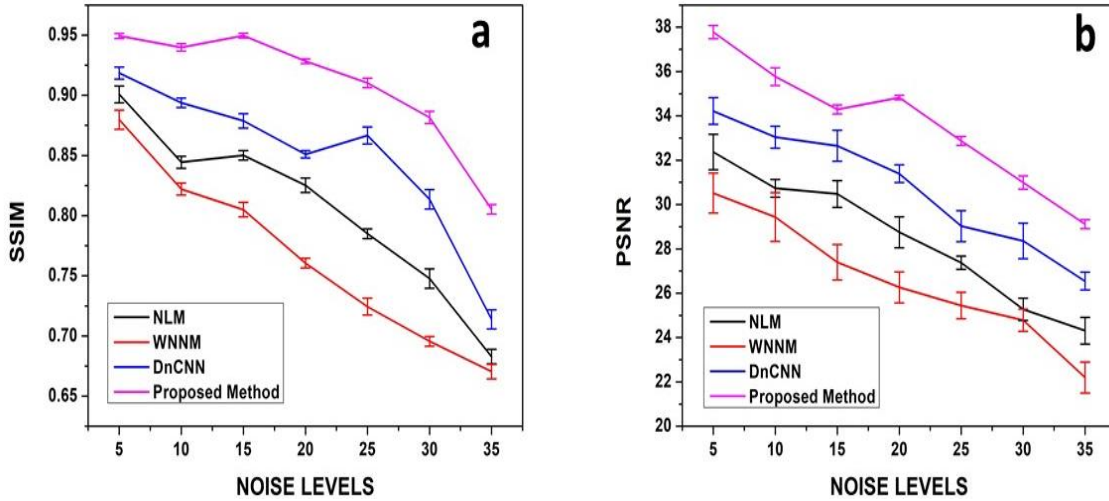 a
0.95
0.90
0.85
0.80
0.75
0.70
0.65
SSIM
NLM
WNNM
DnCNN
Proposed Method
5 10 15 20 25 30 35
NOISE LEVELS
b
38
36
34
32
30
28
26
24
22
20
PSNR
NLM
WNNM
DnCNN
Proposed Method
5 10 15 20 25 30 35
NOISE LEVELS